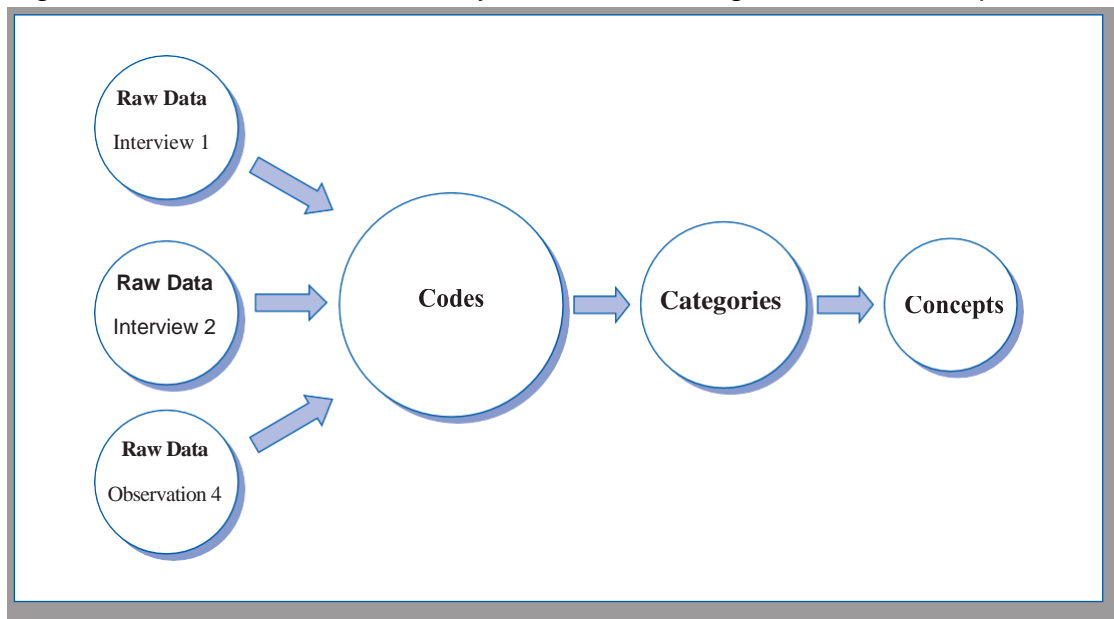 Raw Data
Interview 1
Raw Data
Interview 2
Raw Data
Observation 4
Codes
Categories
Concepts